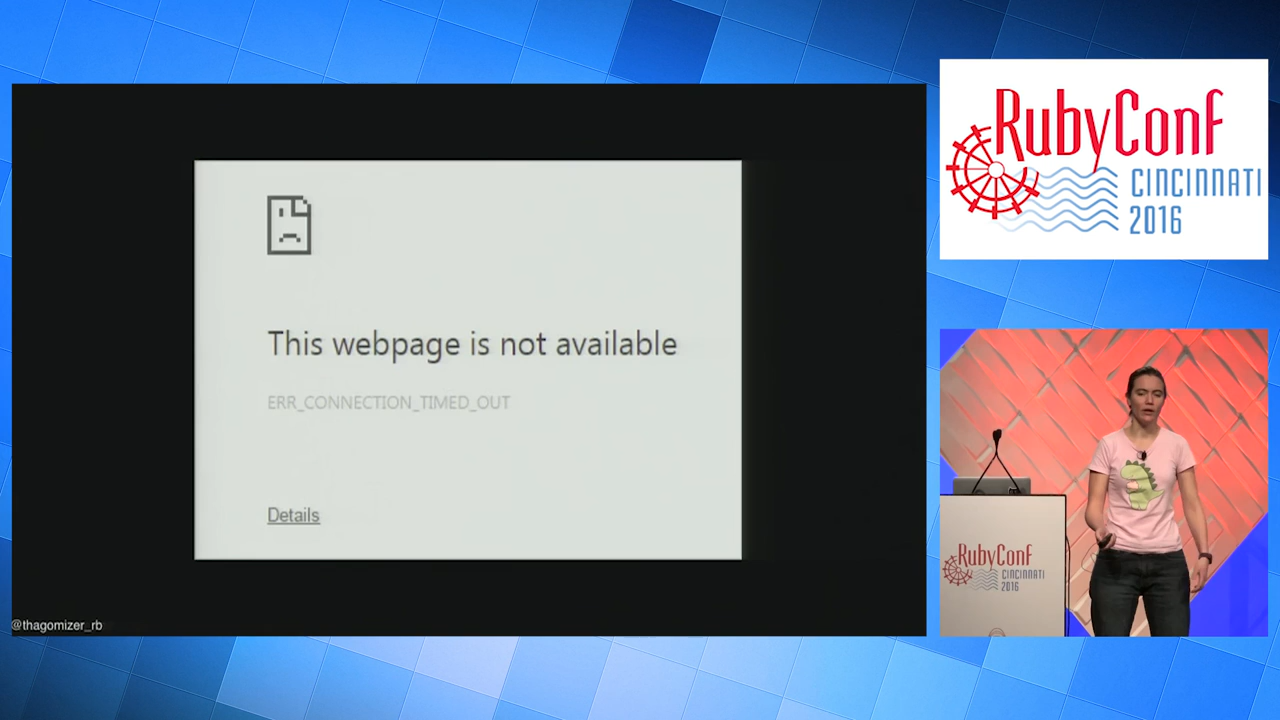 This webpage is not available
ERR_CONNECTION_TIMED_OUT
Details
@thagomizer_rb
RubyConf
CINCINNATI
2016
RubyConf
CINCINNATI
2016